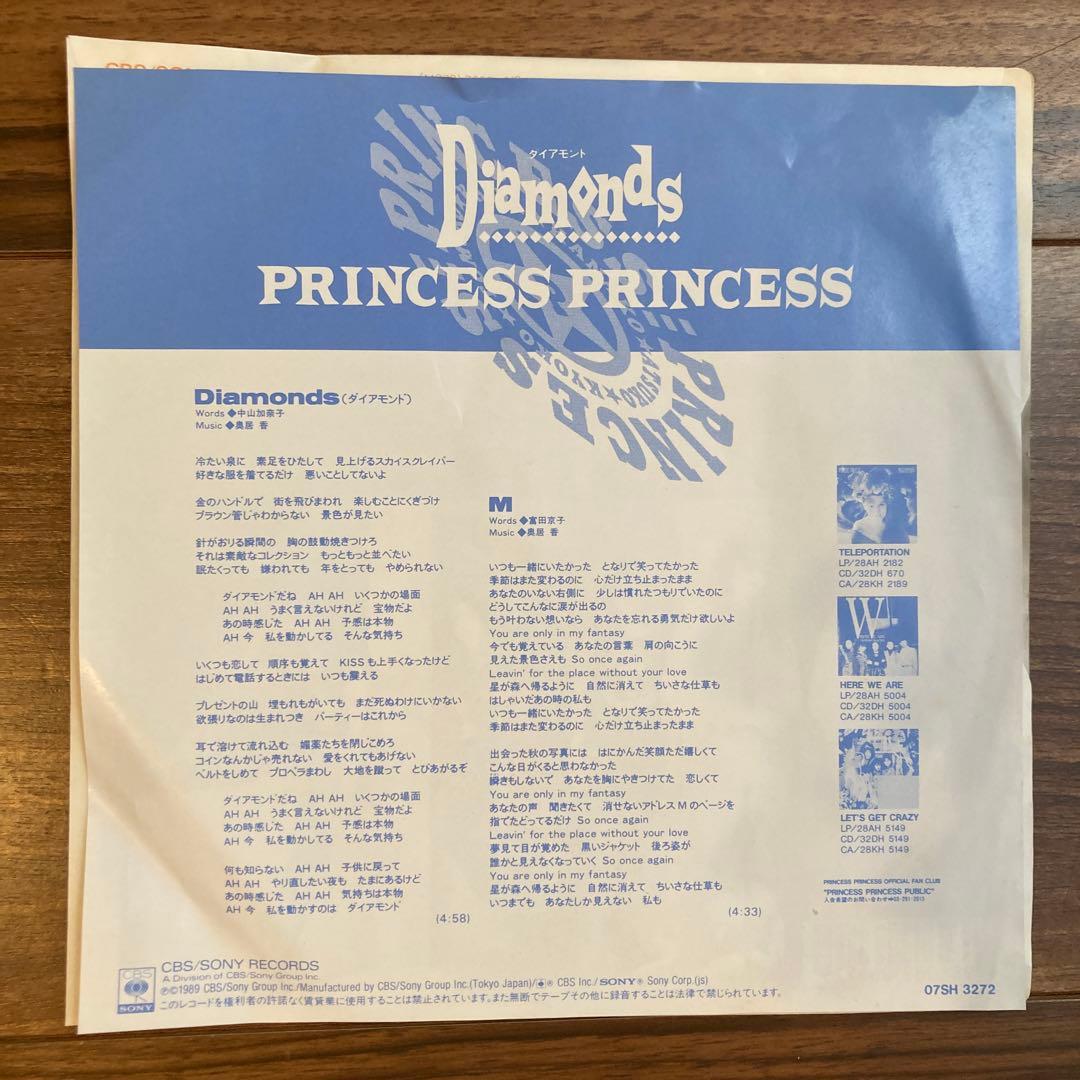 CBS/SONY
ダイアモンド
Diamonds
PRINCESS PRINCESS
Diamonds(ダイアモンド)
Words◆中山加奈子
Music◆奥居 香
冷たい泉に 素足をひたして 見上げるスカイスクレイパー
好きな服を着てるだけ 悪いことしてないよ
金のハンドルで 街を飛びまわれ 楽しむことにくぎづけ
ブラウン管じゃわからない 景色が見たい
針がおりる瞬間の 胸の鼓動焼きつけろ
それは素敵なコレクション もっともっと並べたい
眠たくっても 嫌われても 年をとっても やめられない
ダイアモンドだね AH AH いくつかの場面
AH AH うまく言えないけれど 宝物だよ
あの時感じた AH AH 予感は本物
AH 今 私を動かしてる そんな気持ち
いくつも恋して 順序も覚えて KISSも上手くなったけど
はじめて電話するときには いつも震える
プレゼントの山 埋もれもがいても まだ死ぬわけにいかない
欲張りなのは生まれつき パーティーはこれから
耳で溶けて流れ込む 媚薬たちを閉じこめろ
コインなんかじゃ売れない 愛をくれてもあげない
ベルトをしめて プロペラまわし 大地を蹴って とびあがるぞ
ダイアモンドだね AH AH いくつかの場面
AH AH うまく言えないけれど 宝物だよ
あの時感じた AH AH 予感は本物
AH 今 私を動かしてる そんな気持ち
何も知らない AH AH 子供に戻って
AH AH やり直したい夜も たまにあるけど
あの時感じた AH AH 気持ちは本物
AH 今 私を動かすのは ダイアモンド
(4:58)
M
Words◆富田京子
Music◆奥居 香
いつも一緒にいたかった となりで笑ってたかった
季節はまた変わるのに 心だけ立ち止まったまま
あなたのいない右側に 少しは慣れたつもりでいたのに
どうしてこんなに涙が出るの
もう叶わない想いなら あなたを忘れる勇気だけ欲しいよ
You are only in my fantasy
今でも覚えている あなたの言葉 肩の向こうに
見えた景色さえも So once again
Leavin' for the place without your love
星が森へ帰るように 自然に消えて ちいさな仕草も
はしゃいだあの時の私も
いつも一緒にいたかった となりで笑ってたかった
季節はまた変わるのに 心だけ立ち止まったまま
出会った秋の写真には はにかんだ笑顔ただ嬉しくて
こんな日がくると思わなかった
瞬きもしないで あなたを胸にやきつけてた 恋しくて
You are only in my fantasy
あなたの声 聞きたくて 消せないアドレスMのページを
指でたどってるだけ So once again
Leavin' for the place without your love
夢見て目が覚めた 黒いジャケット 後ろ姿が
誰かと見えなくなっていく So once again
You are only in my fantasy
星が森へ帰るように 自然に消えて ちいさな仕草も
いつまでも あなたしか見えない 私も
(4:33)
TELEPORTATION
LP/28AH 2182
CD/32DH 670
CA/28KH 2189
HERE WE ARE
LP/28AH 5004
CD/32DH 5004
CA/28KH 5004
LET'S GET CRAZY
LP/28AH 5149
CD/32DH 5149
CA/28KH 5149
PRINCESS PRINCESS OFFICIAL FAN CLUB
"PRINCESS PRINCESS PUBLIC"
入会希望のお問い合わせ➡
CBS
SONY
CBS/SONY RECORDS
A Division of CBS/Sony Group Inc.
Ⓟ©1989 CBS/Sony Group Inc./Manufactured by CBS/Sony Group Inc.(Tokyo Japan)/® CBS Inc./SONY® Sony Corp.(js)
このレコードを権利者の許諾なく賃貸業に使用することは禁止されています。また無断でテープその他に録音することは法律で禁じられています。
07SH 3272